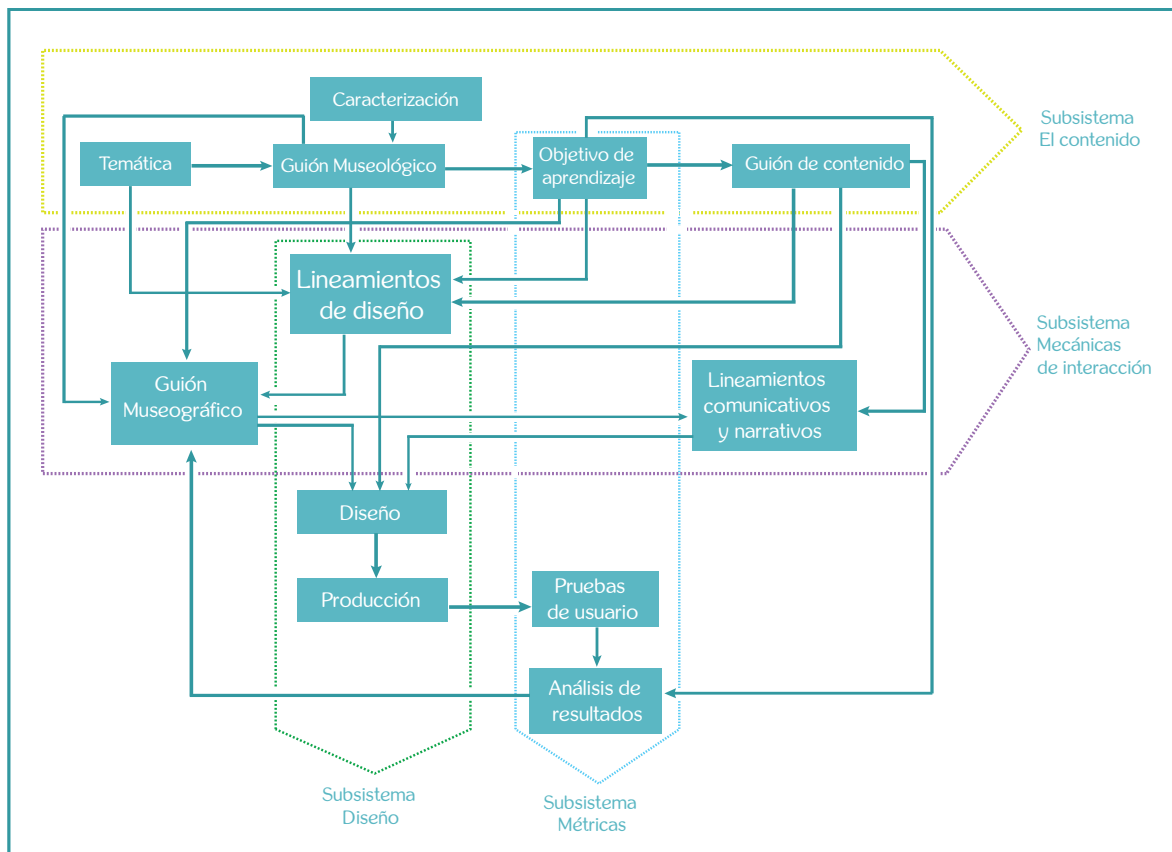 Caracterización
Subsistema
El contenido
Temática
Guión Museológico
Objetivo de
aprendizaje
Guión de contenido
Lineamientos
de diseño
Subsistema
Mecánicas
de interacción
Guión
Museográfico
Lineamientos
comunicativos
y narrativos
Diseño
Producción
Pruebas
de usuario
Análisis de
resultados
Subsistema
Diseño
Subsistema
Métricas